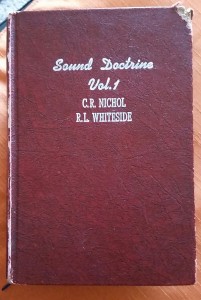 Sound Doctrine
Vol. 1
C. R. NICHOL
R. L. WHITESIDE